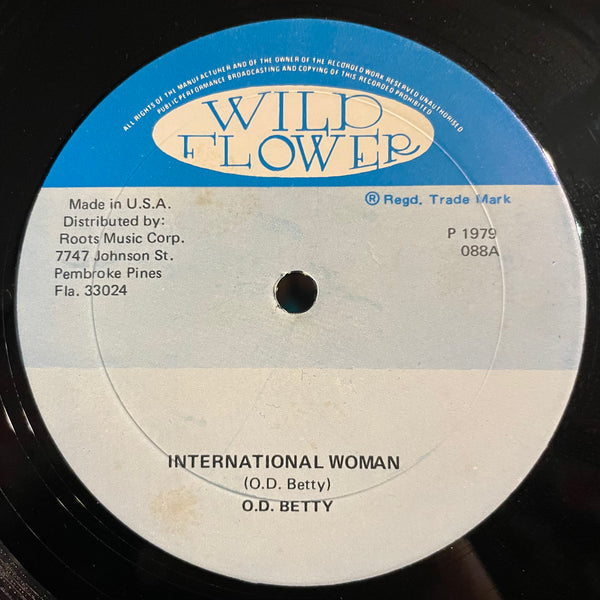 ALL RIGHTS OF THE MANUFACTURER AND OF THE OWNER OF THE RECORDED WORK RESERVED UNAUTHORISED
PUBLIC PERFORMANCE BROADCASTING AND COPYING OF THIS RECORD PROHIBITED
WILD
FLOWER
® Regd. Trade Mark
Made in U.S.A.
Distributed by:
Roots Music Corp.
7747 Johnson St.
Pembroke Pines
Fla. 33024
P 1979
088A
INTERNATIONAL WOMAN
(O.D. Betty)
O.D. BETTY